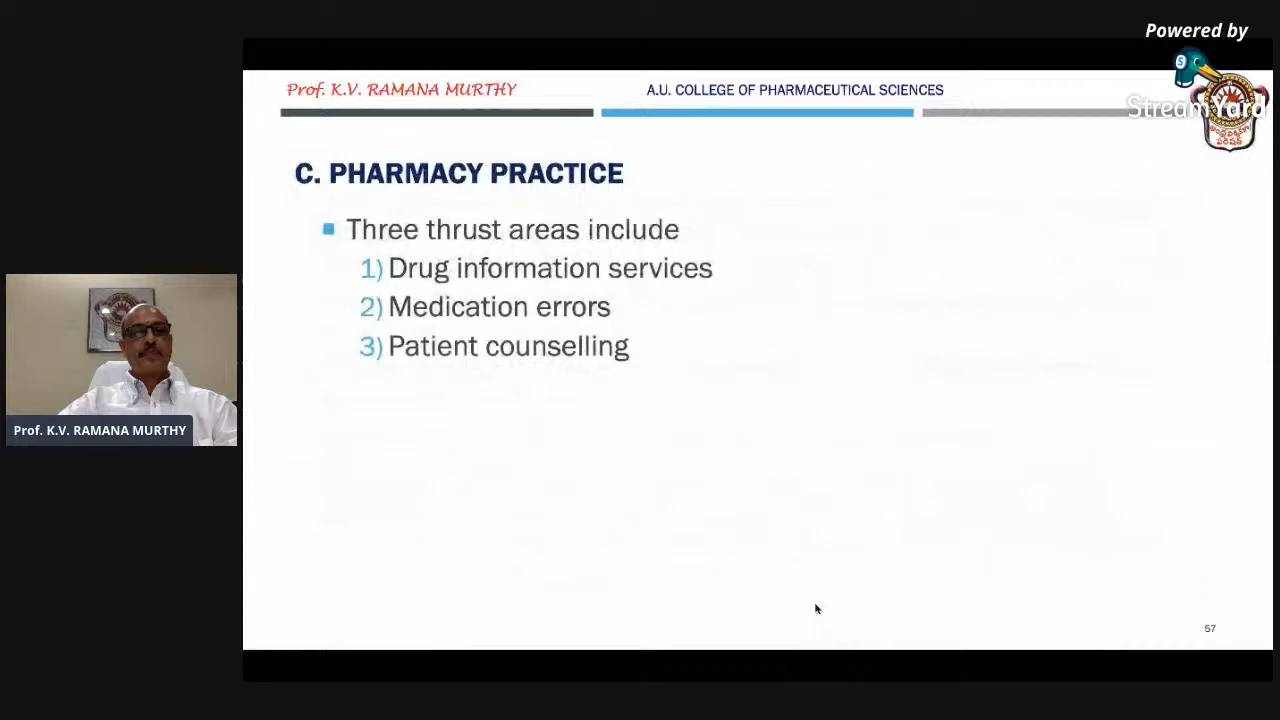 Powered by
StreamYard
Prof. K.V. RAMANA MURTHY
A.U. COLLEGE OF PHARMACEUTICAL SCIENCES
C. PHARMACY PRACTICE
Three thrust areas include
1) Drug information services
2) Medication errors
3) Patient counselling
Prof. K.V. RAMANA MURTHY
57